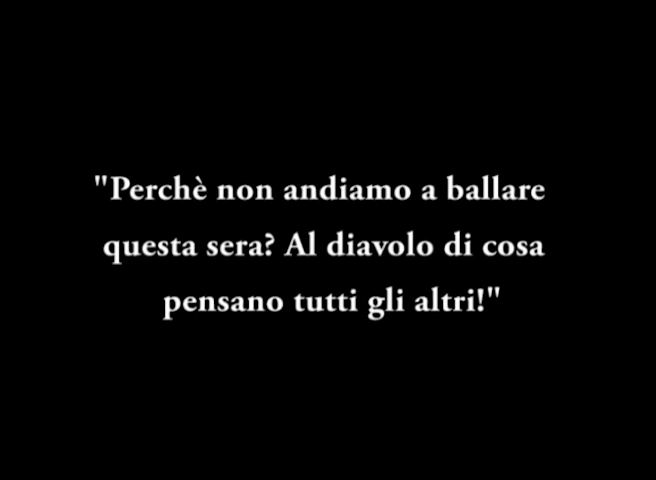 "Perchè non andiamo a ballare
questa sera? Al diavolo di cosa
pensano tutti gli altri!"